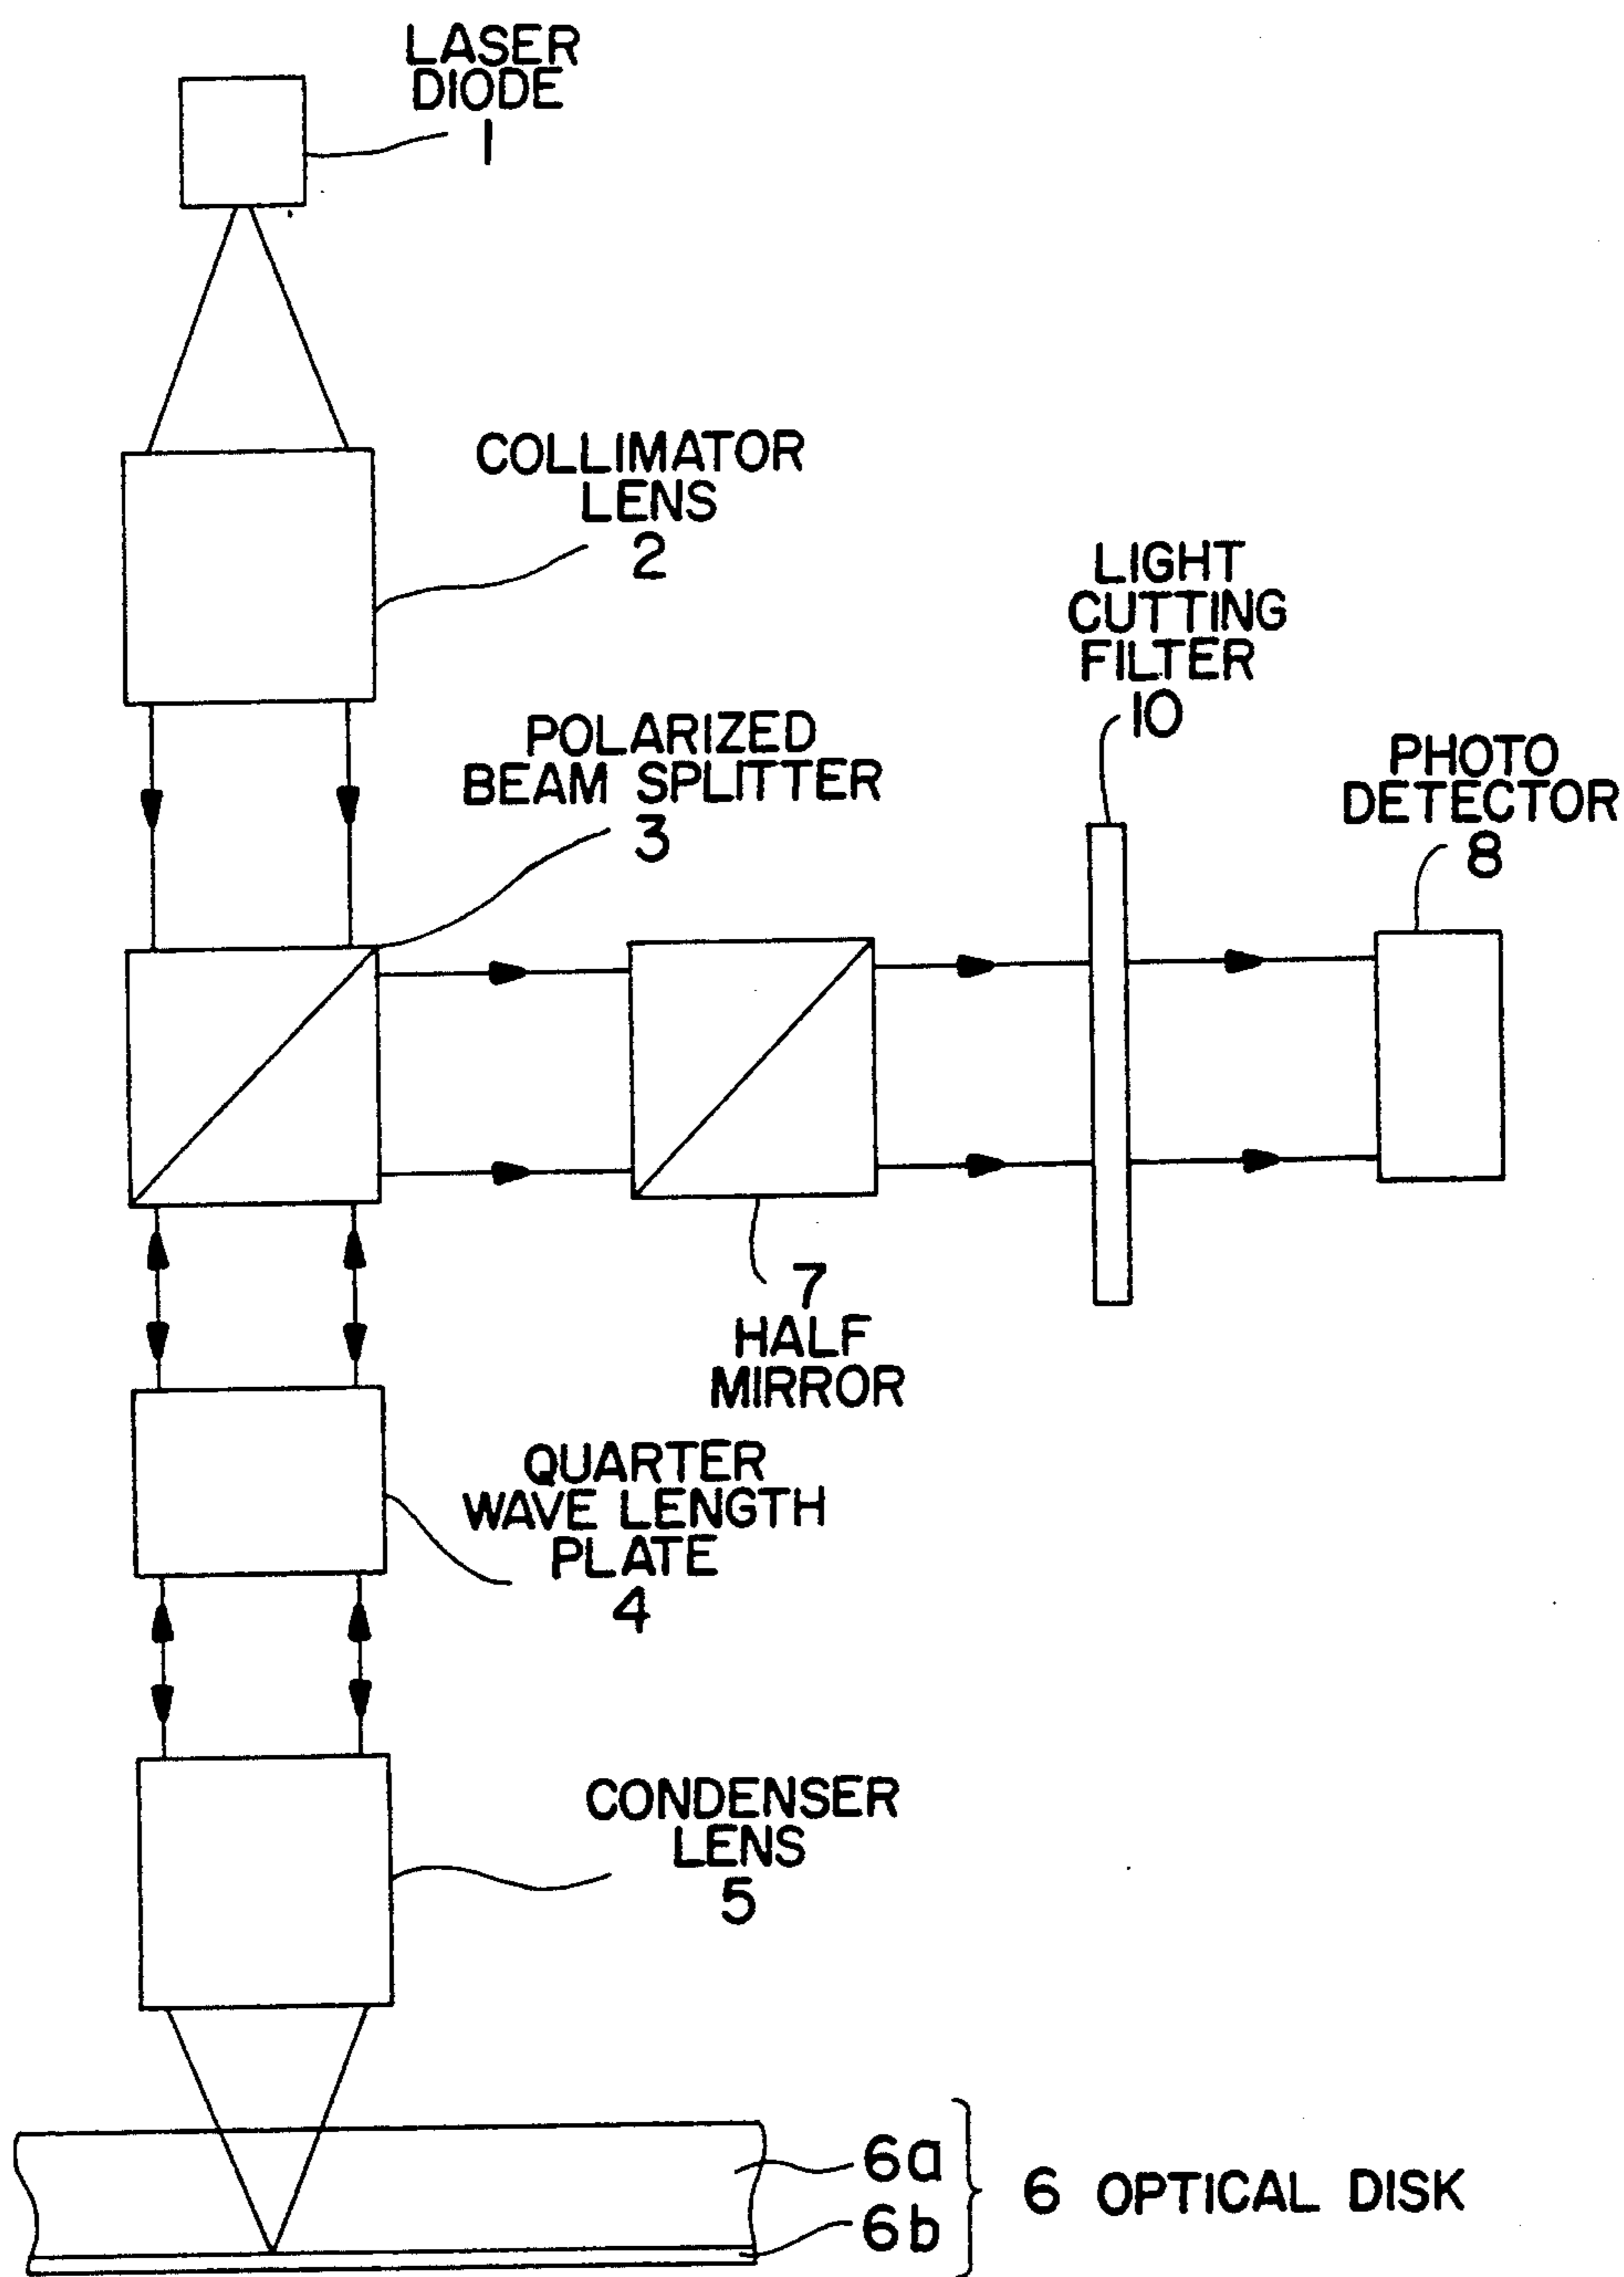 LASER
DIODE
1
COLLIMATOR
LENS
2
LIGHT
CUTTING
FILTER
10
POLARIZED
BEAM SPLITTER
3
PHOTO
DETECTOR
8
7
HALF
MIRROR
QUARTER
WAVE LENGTH
PLATE
4
CONDENSER
LENS
5
6a
6b
6 OPTICAL DISK